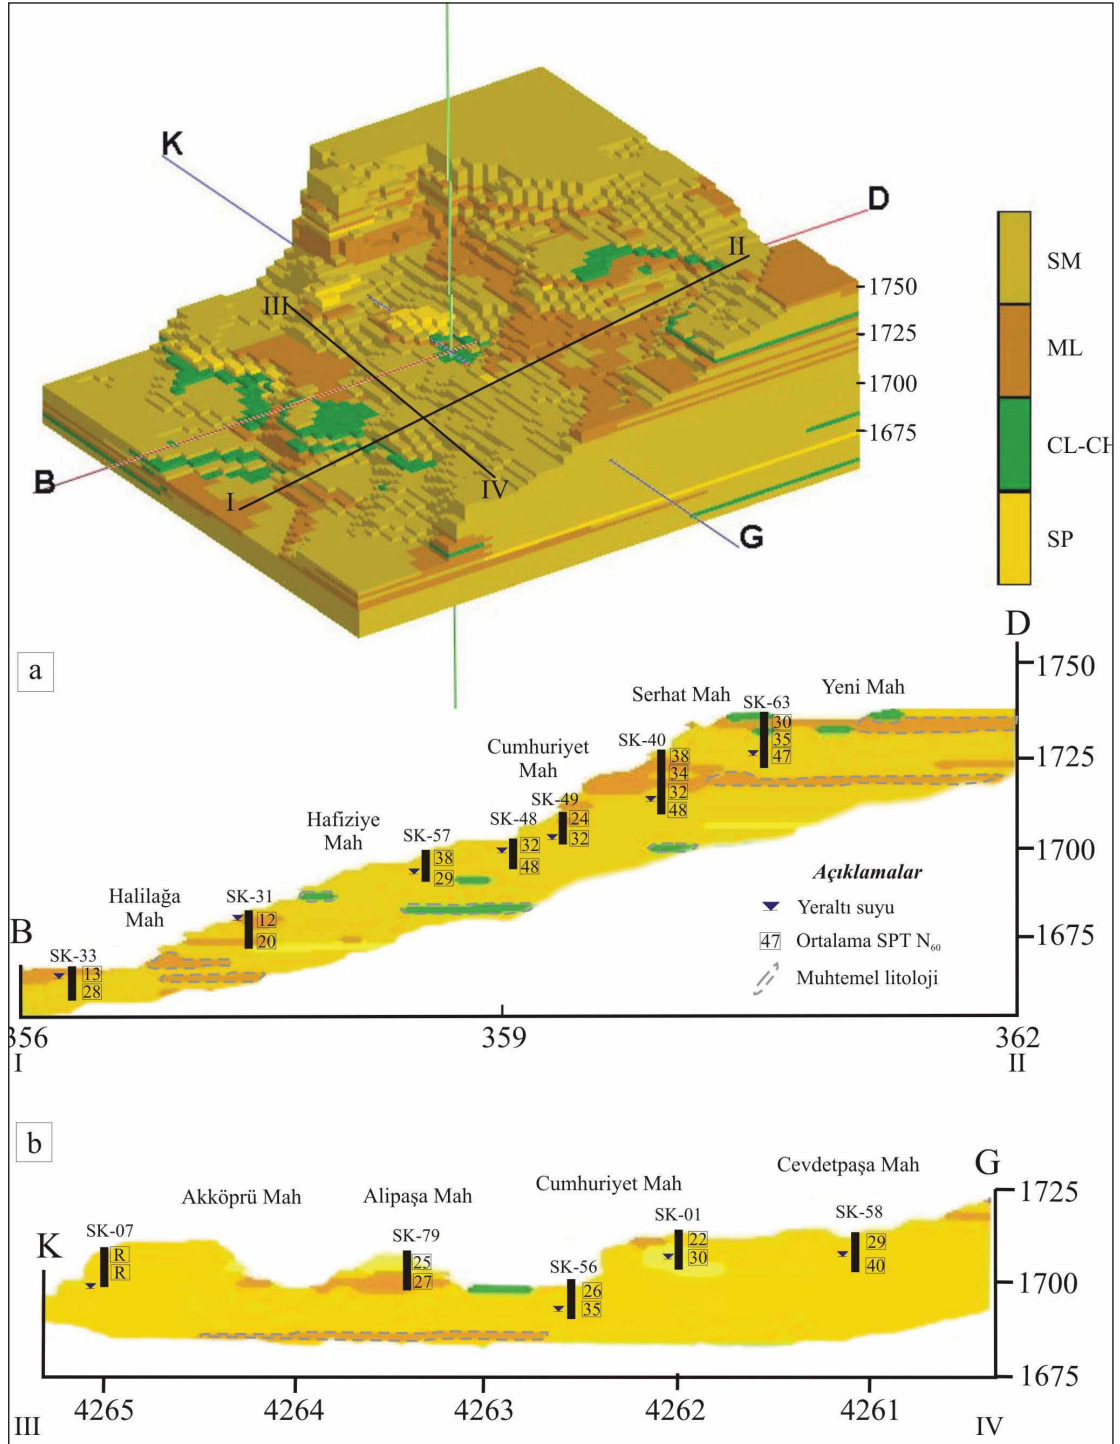 K
D
II
III
B
I
IV
G
1750
1725
1700
1675
SM
ML
CL-CH
SP
a
D
1750
Serhat Mah
Yeni Mah
SK-63
30
35
47
Cumhuriyet
Mah
SK-40
38
34
32
48
1725
SK-49
24
32
Hafiziye
Mah
SK-57
38
29
SK-48
32
48
1700
Halilağa
Mah
SK-31
12
20
Açıklamalar
Yeraltı suyu
47 Ortalama SPT N₆₀
Muhtemel litoloji
B
SK-33
13
28
1675
356
359
362
I
II
b
Akköprü Mah
Alipaşa Mah
Cumhuriyet Mah
Cevdetpaşa Mah
G
K
SK-07
R
R
SK-79
25
27
SK-56
26
35
SK-01
22
30
SK-58
29
40
1725
1700
1675
4265
4264
4263
4262
4261
III
IV